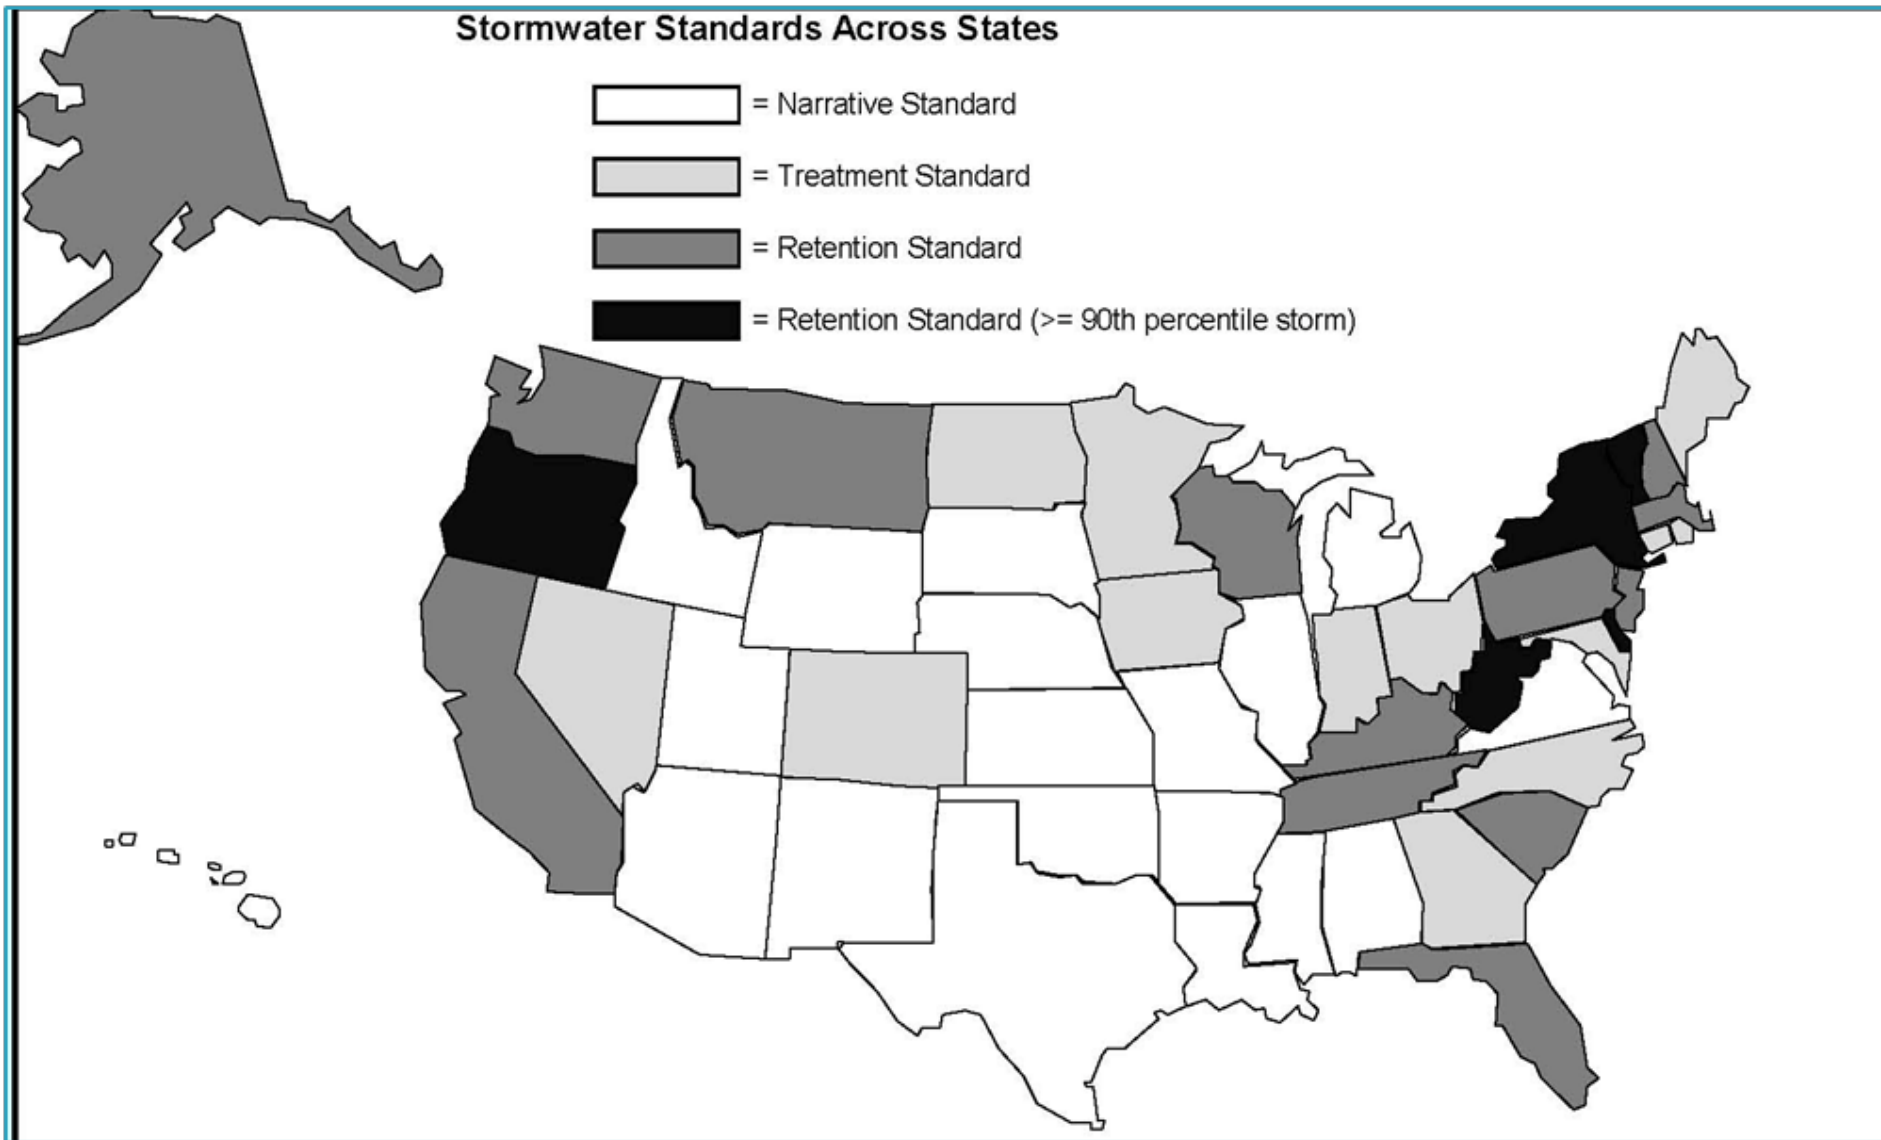 Stormwater Standards Across States
= Narrative Standard
= Treatment Standard
= Retention Standard
= Retention Standard (>= 90th percentile storm)